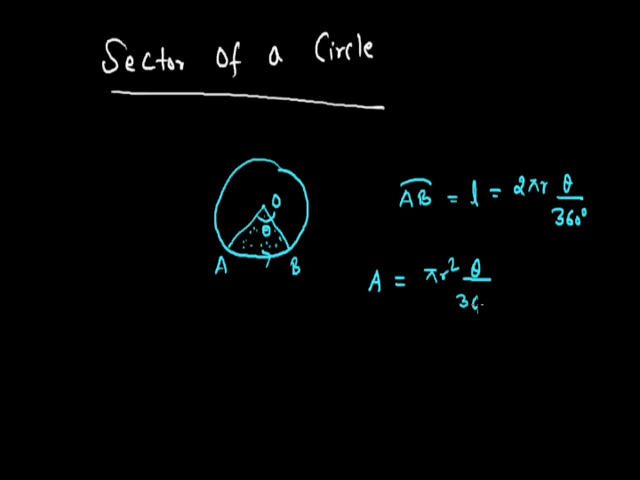 Sector of a Circle
O
θ
A B
AB = l = 2πr θ/360°
A = πr² θ/36